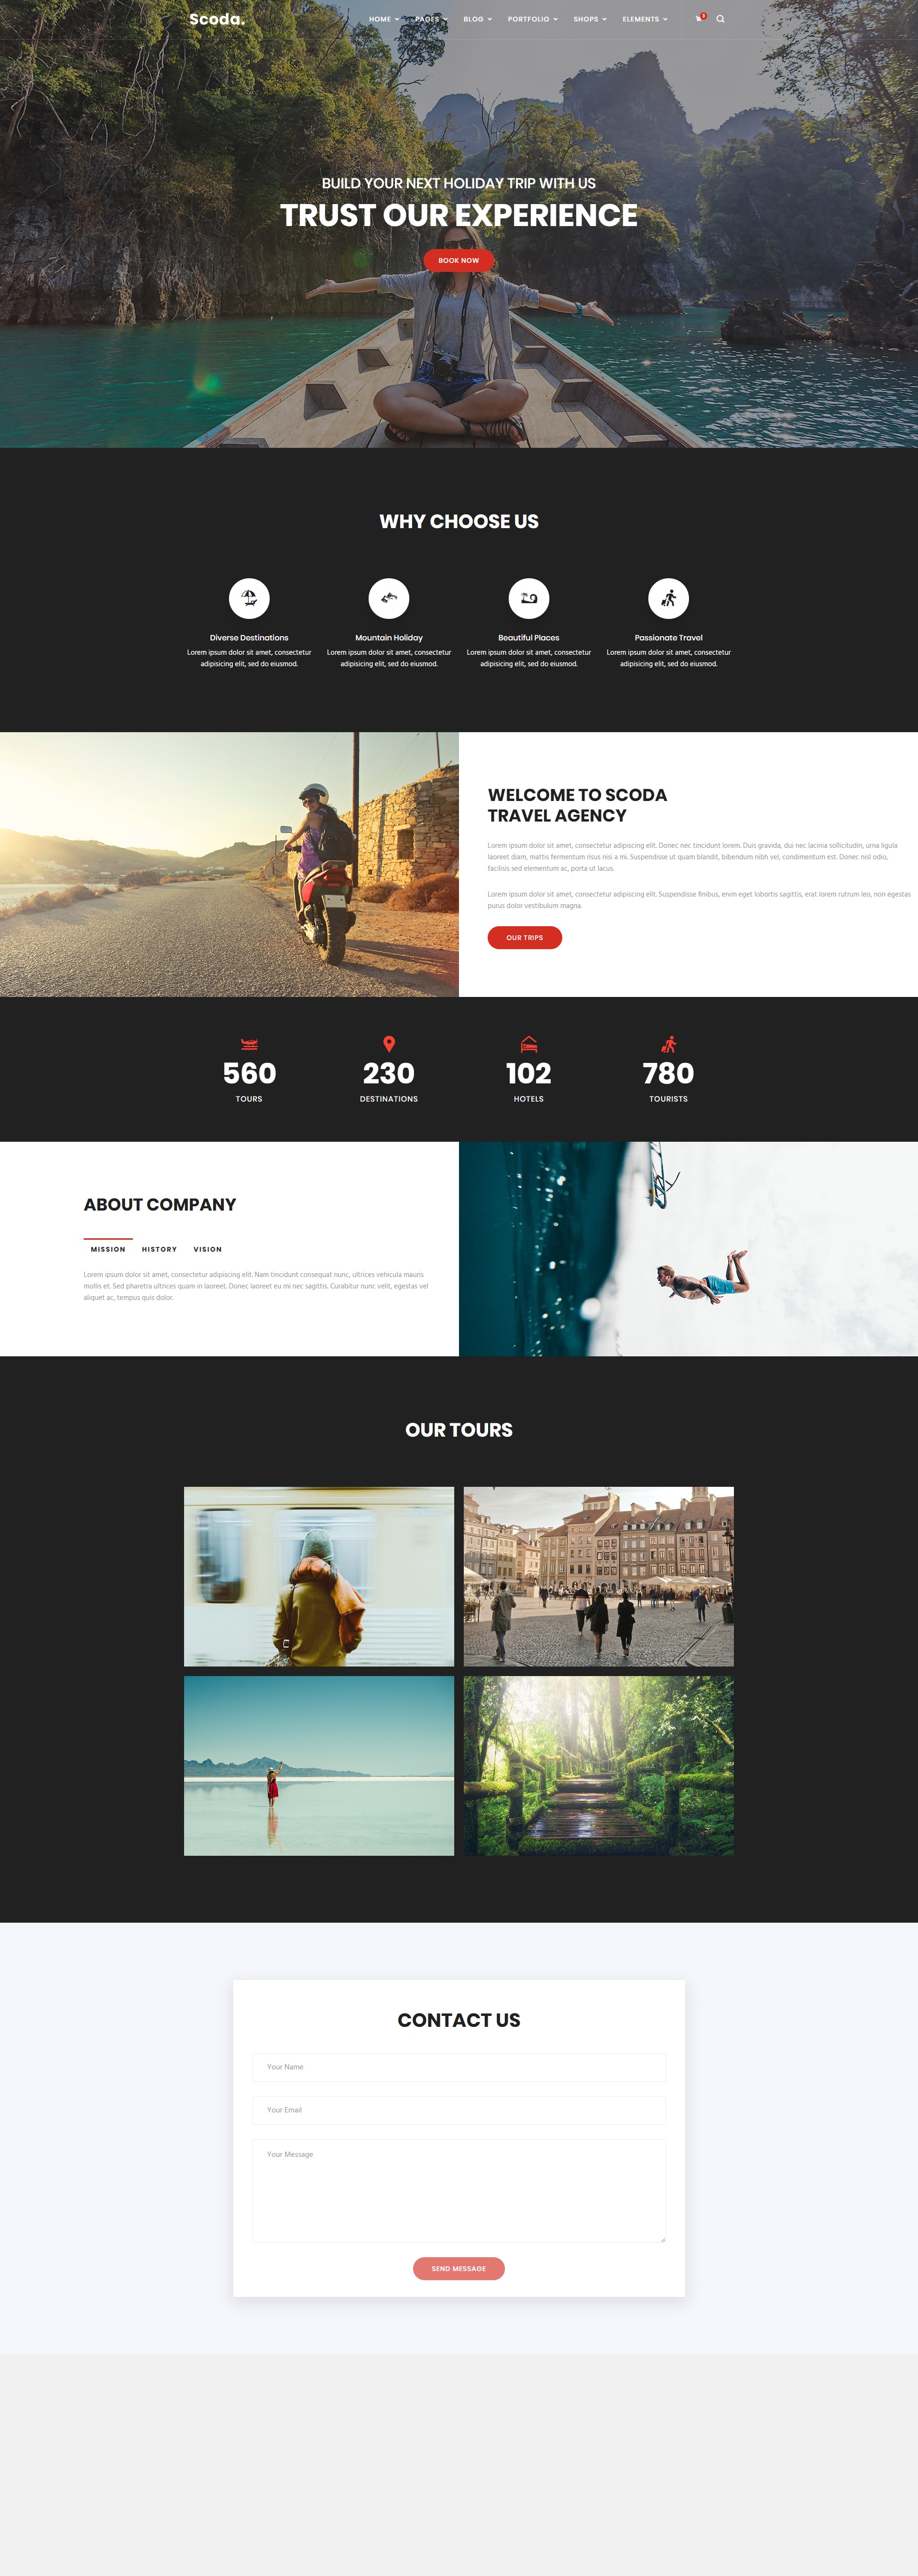 Scoda.
HOME PAGES BLOG PORTFOLIO SHOPS ELEMENTS
3
BUILD YOUR NEXT HOLIDAY TRIP WITH US
TRUST OUR EXPERIENCE
BOOK NOW
WHY CHOOSE US
Diverse Destinations
Lorem ipsum dolor sit amet, consectetur
adipisicing elit, sed do eiusmod.
Mountain Holiday
Lorem ipsum dolor sit amet, consectetur
adipisicing elit, sed do eiusmod.
Beautiful Places
Lorem ipsum dolor sit amet, consectetur
adipisicing elit, sed do eiusmod.
Passionate Travel
Lorem ipsum dolor sit amet, consectetur
adipisicing elit, sed do eiusmod.
WELCOME TO SCODA
TRAVEL AGENCY
Lorem ipsum dolor sit amet, consectetur adipiscing elit. Donec nec tincidunt lorem. Duis gravida, dui nec lacinia sollicitudin, urna ligula
laoreet diam, mattis fermentum risus nisi a mi. Suspendisse ut quam blandit, bibendum nibh vel, condimentum est. Donec nisl odio,
facilisis sed elementum ac, porta ut lacus.
Lorem ipsum dolor sit amet, consectetur adipiscing elit. Suspendisse finibus, enim eget lobortis sagittis, erat lorem rutrum leo, non egestas
purus dolor vestibulum magna.
OUR TRIPS
560
TOURS
230
DESTINATIONS
102
HOTELS
780
TOURISTS
ABOUT COMPANY
MISSION HISTORY VISION
Lorem ipsum dolor sit amet, consectetur adipiscing elit. Nam tincidunt consequat nunc, ultrices vehicula mauris
mollis et. Sed pharetra ultrices quam in laoreet. Donec laoreet eu mi nec sagittis. Curabitur nunc velit, egestas vel
aliquet ac, tempus quis dolor.
OUR TOURS
CONTACT US
Your Name
Your Email
Your Message
SEND MESSAGE